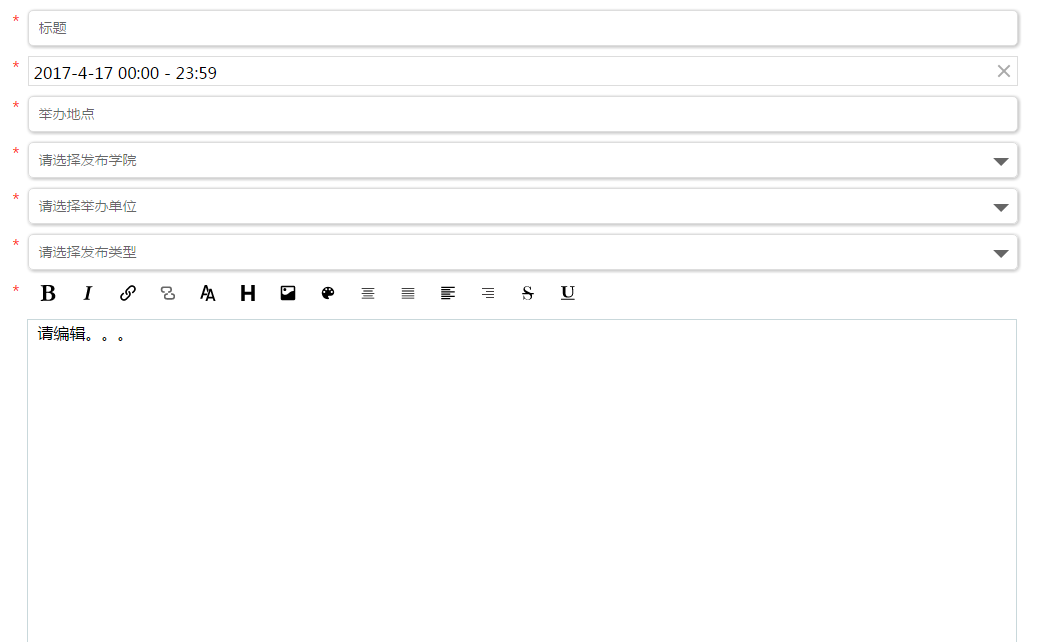 * 标题
* 2017-4-17 00:00 - 23:59
* 举办地点
* 请选择发布学院
* 请选择举办单位
* 请选择发布类型
* B I A A H S U
请编辑。。。